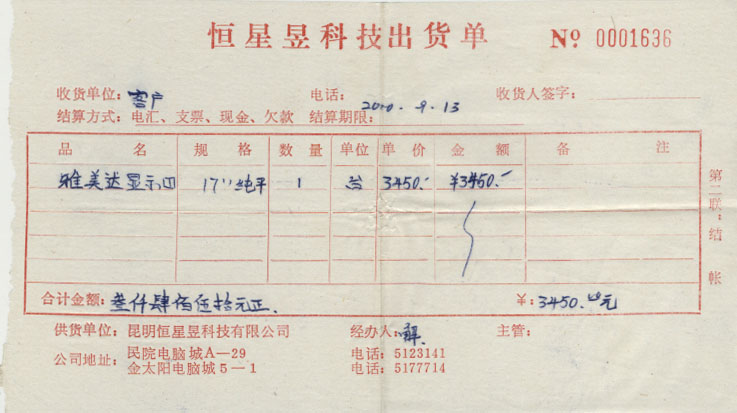 恒星昱科技出货单 № 0001636
收货单位：客户 电话： 收货人签字：
结算方式：电汇、支票、现金、欠款 结算期限： 2000.9.13
品名 规格 数量 单位 单价 金额 备注
雅美达显示 17" 纯平 1 台 3450.- ¥3450.-
第二联：结帐
合计金额：叁仟肆佰伍拾元正. ¥：3450.00元
供货单位：昆明恒星昱科技有限公司 经办人：解 主管：
公司地址：民院电脑城A—29 电话：5123141
金太阳电脑城5—1 电话：5177714